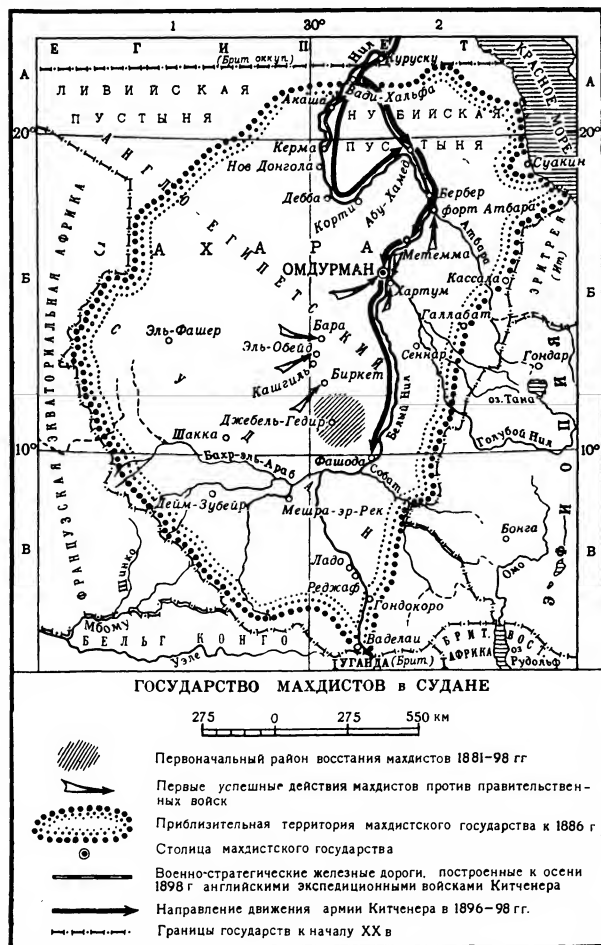 1 30° 2
Е Г И П Е Т
(Брит оккуп.)
Нил
Куруску
КРАСНОЕ МОРЕ
А
А
ЛИВИЙСКАЯ
ПУСТЫНЯ
Акаша
Вади-Хальфа
НУБИЙСКАЯ
ПУСТЫНЯ
20°
20°
Суакин
Керма
Нов Донгола
Дебба
Корти
Абу-Хамед
Бербер
форт Атбара
Атбара
АНГЛО-ЕГИПЕТСКИЙ
САХАРА
Метемма
ОМДУРМАН
Хартум
Кассала
ЭРИТРЕЯ
(Ит)
Б
Б
ФРАНЦУЗСКАЯ ЭКВАТОРИАЛЬНАЯ АФРИКА
Эль-Фашер
Бара
Эль-Обейд
Кашгиль
Биркет
Сеннар
Галлабат
Гондар
оз. Тана
Голубой Нил
Белый Нил
Джебель-Гедир
Шакка
СУДАН
10°
10°
Бахр-эль-Араб
Фашода
Собат
Дейм-Зубейр
Мешра-эр-Рек
ЭФИОПИЯ
Бонга
Омо
В
В
Шинко
Ладо
Реджаф
Гондокоро
Мбому
БЕЛЬГ КОНГО
Уэле
Ваделаи
УГАНДА (Брит.)
БРИТ. ВОСТ.
АФРИКА
оз
Рудольф
ГОСУДАРСТВО МАХДИСТОВ в СУДАНЕ
275 0 275 550 км
Первоначальный район восстания махдистов 1881–98 гг
Первые успешные действия махдистов против правительствен-
ных войск
Приблизительная территория махдистского государства к 1886 г
Столица махдистского государства
Военно-стратегические железные дороги, построенные к осени
1898 г английскими экспедиционными войсками Китченера
Направление движения армии Китченера в 1896–98 гг.
Границы государств к началу XX в